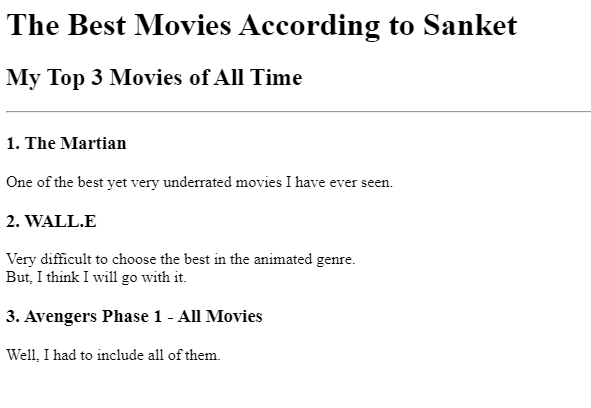 The Best Movies According to Sanket
My Top 3 Movies of All Time
1. The Martian
One of the best yet very underrated movies I have ever seen.
2. WALL.E
Very difficult to choose the best in the animated genre.
But, I think I will go with it.
3. Avengers Phase 1 - All Movies
Well, I had to include all of them.